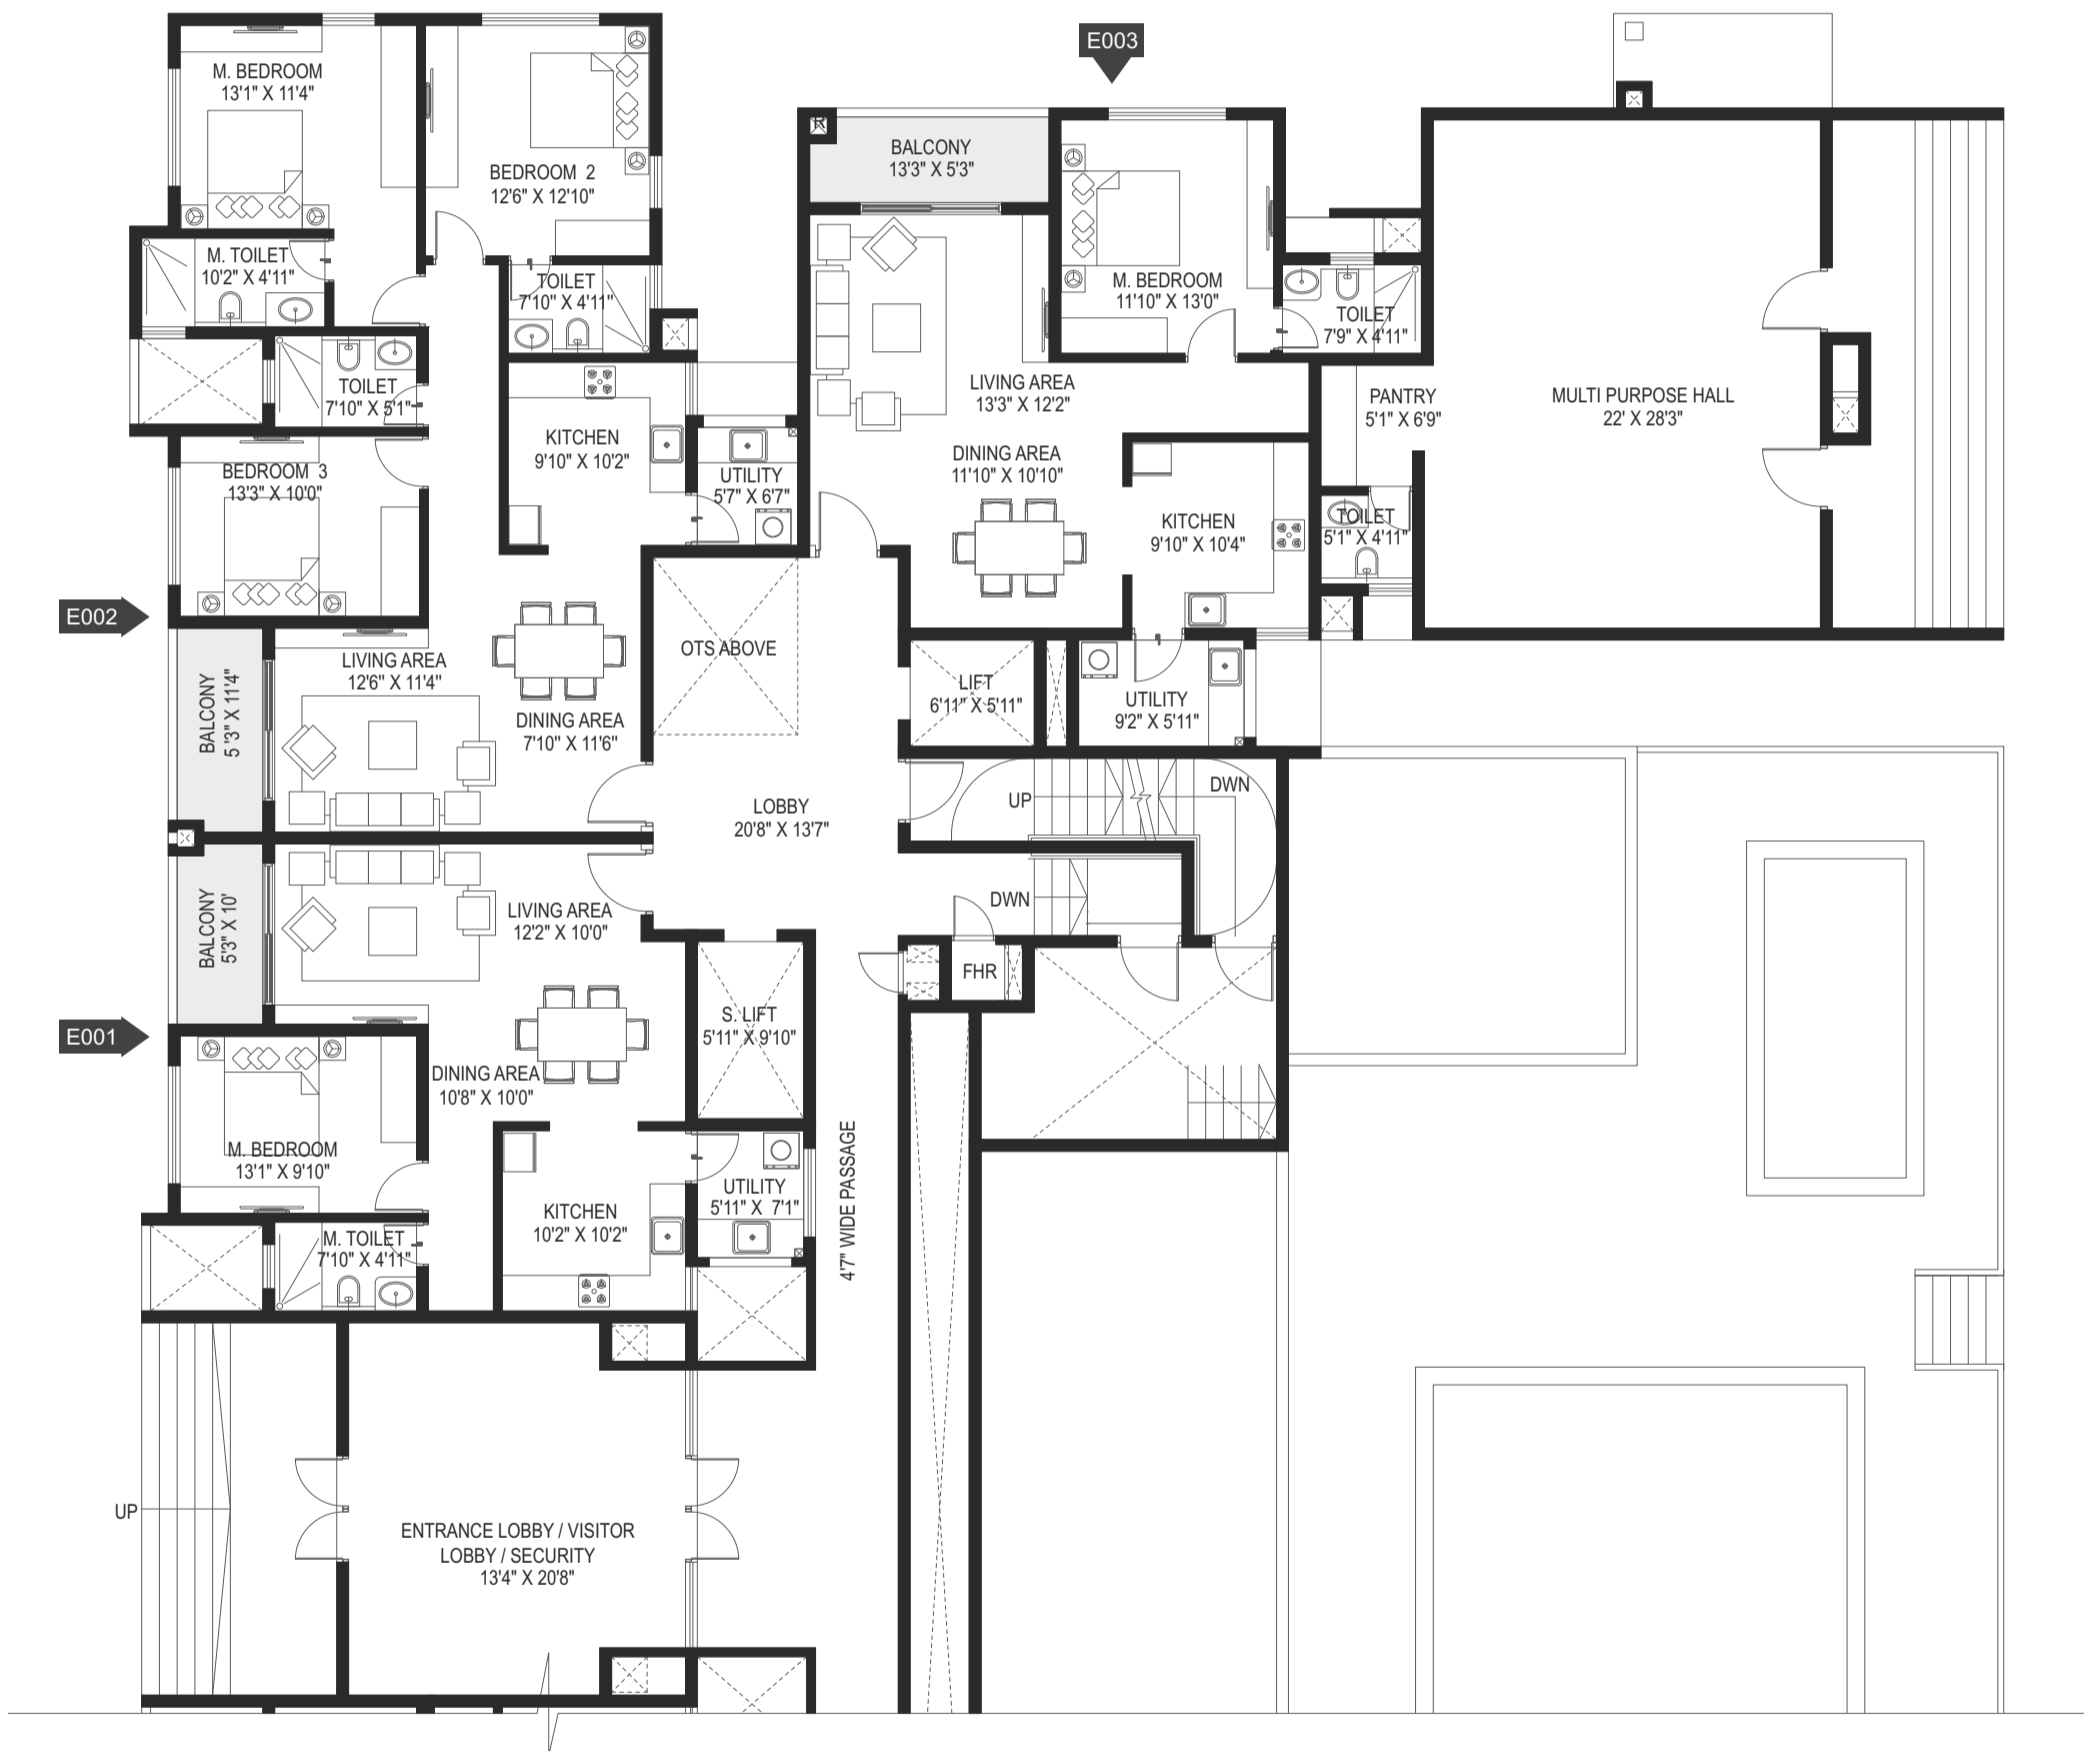 E003
M. BEDROOM
13'1" X 11'4"
BEDROOM 2
12'6" X 12'10"
BALCONY
13'3" X 5'3"
M. TOILET
10'2" X 4'11"
TOILET
7'10" X 4'11"
M. BEDROOM
11'10" X 13'0"
TOILET
7'9" X 4'11"
TOILET
7'10" X 5'1"
LIVING AREA
13'3" X 12'2"
PANTRY
5'1" X 6'9"
MULTI PURPOSE HALL
22' X 28'3"
KITCHEN
9'10" X 10'2"
DINING AREA
11'10" X 10'10"
BEDROOM 3
13'3" X 10'0"
UTILITY
5'7" X 6'7"
KITCHEN
9'10" X 10'4"
TOILET
5'1" X 4'11"
E002
LIVING AREA
12'6" X 11'4"
OTS ABOVE
BALCONY
5 '3" X 11'4"
LIFT
6'11" X 5'11"
UTILITY
9'2" X 5'11"
DINING AREA
7'10" X 11'6"
LOBBY
20'8" X 13'7"
UP
DWN
DWN
BALCONY
5'3" X 10'
LIVING AREA
12'2" X 10'0"
FHR
S. LIFT
5'11" X 9'10"
E001
DINING AREA
10'8" X 10'0"
M. BEDROOM
13'1" X 9'10"
4'7" WIDE PASSAGE
UTILITY
5'11" X 7'1"
KITCHEN
10'2" X 10'2"
M. TOILET
7'10" X 4'11"
UP
ENTRANCE LOBBY / VISITOR
LOBBY / SECURITY
13'4" X 20'8"